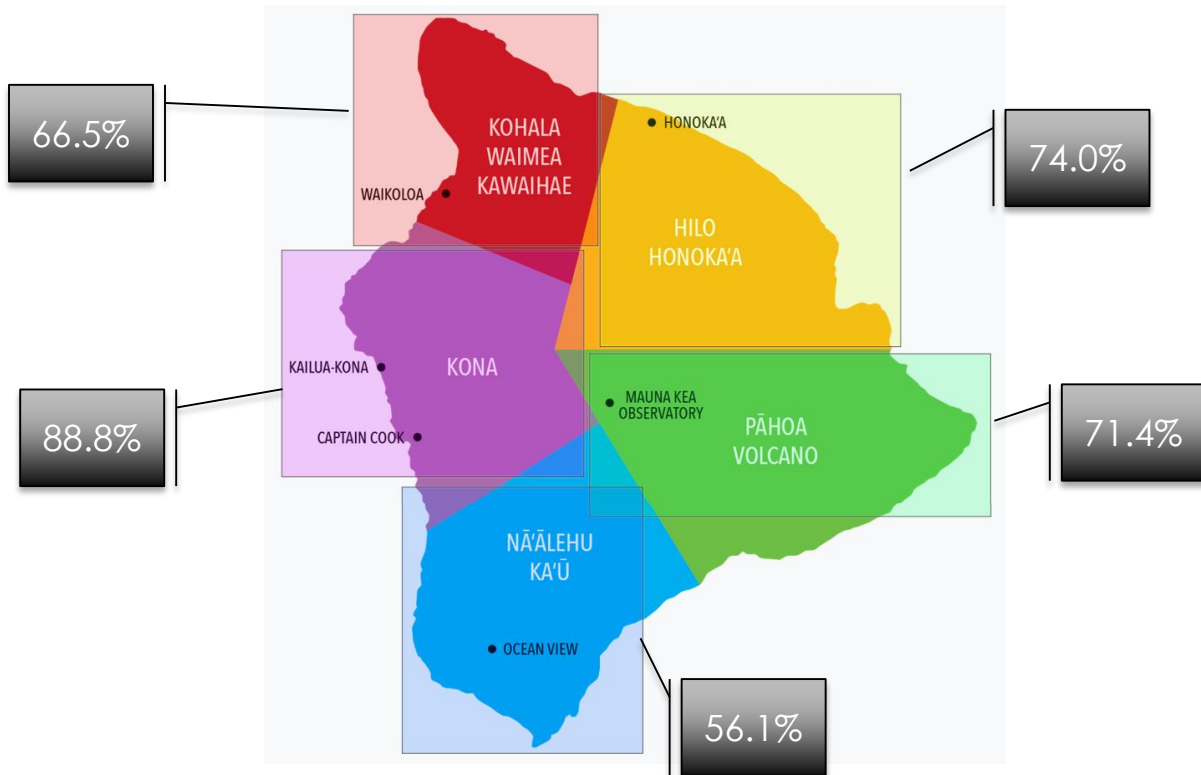 66.5%
KOHALA
WAIMEA
KAWAIHAE
WAIKOLOA
HONOKA‘A
74.0%
HILO
HONOKA‘A
KAILUA-KONA
KONA
CAPTAIN COOK
88.8%
MAUNA KEA
OBSERVATORY
PĀHOA
VOLCANO
71.4%
NĀ‘ĀLEHU
KA‘Ū
OCEAN VIEW
56.1%